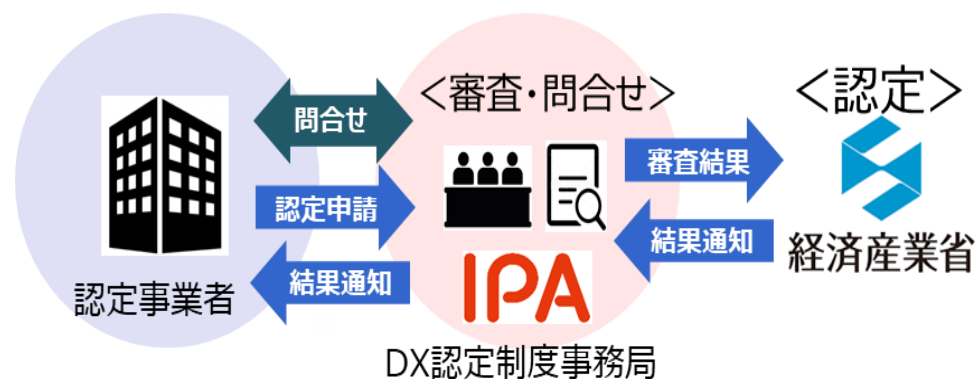 <審査・問合せ>
<認定>
問合せ
審査結果
認定申請
結果通知
結果通知
経済産業省
認定事業者
IPA
DX認定制度事務局